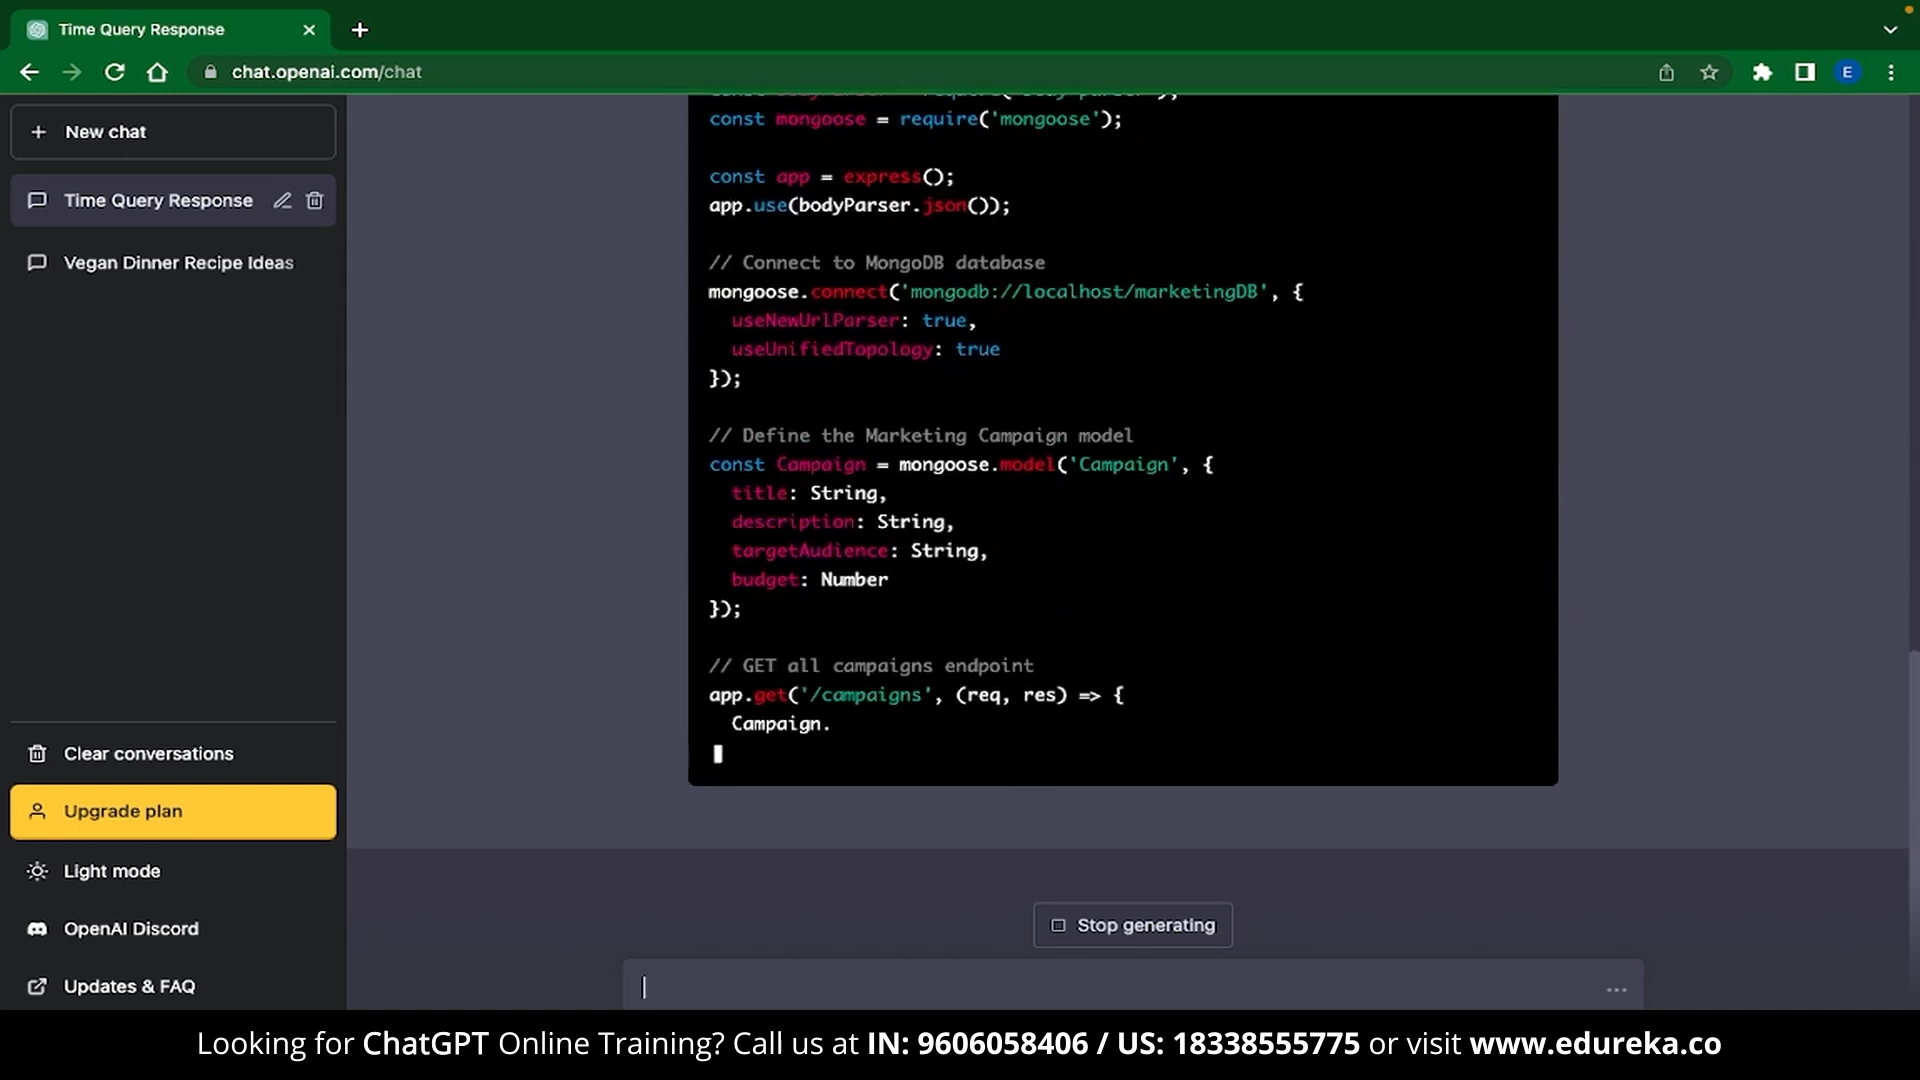 Time Query Response
chat.openai.com/chat
E
New chat
Time Query Response
Vegan Dinner Recipe Ideas
Clear conversations
Upgrade plan
Light mode
OpenAI Discord
Updates & FAQ
const mongoose = require('mongoose');
const app = express();
app.use(bodyParser.json());
// Connect to MongoDB database
mongoose.connect('mongodb://localhost/marketingDB', {
useNewUrlParser: true,
useUnifiedTopology: true
});
// Define the Marketing Campaign model
const Campaign = mongoose.model('Campaign', {
title: String,
description: String,
targetAudience: String,
budget: Number
});
// GET all campaigns endpoint
app.get('/campaigns', (req, res) => {
Campaign.
Stop generating
Looking for ChatGPT Online Training? Call us at IN: 9606058406 / US: 18338555775 or visit www.edureka.co